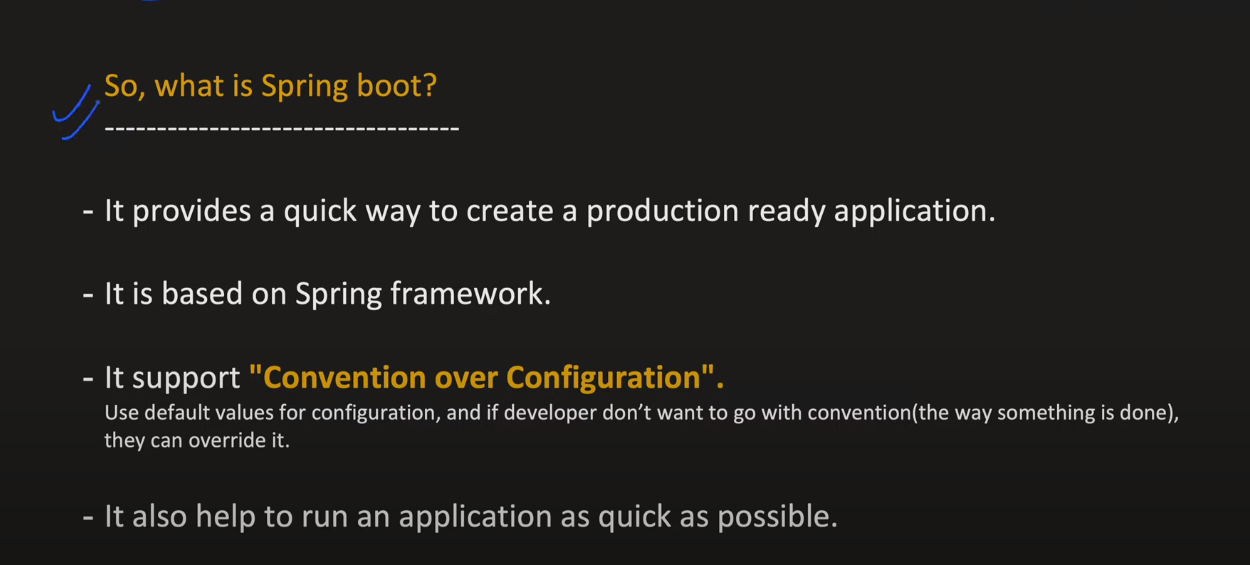 So, what is Spring boot?
----------------------------------
- It provides a quick way to create a production ready application.
- It is based on Spring framework.
- It support "Convention over Configuration".
Use default values for configuration, and if developer don’t want to go with convention(the way something is done),
they can override it.
- It also help to run an application as quick as possible.